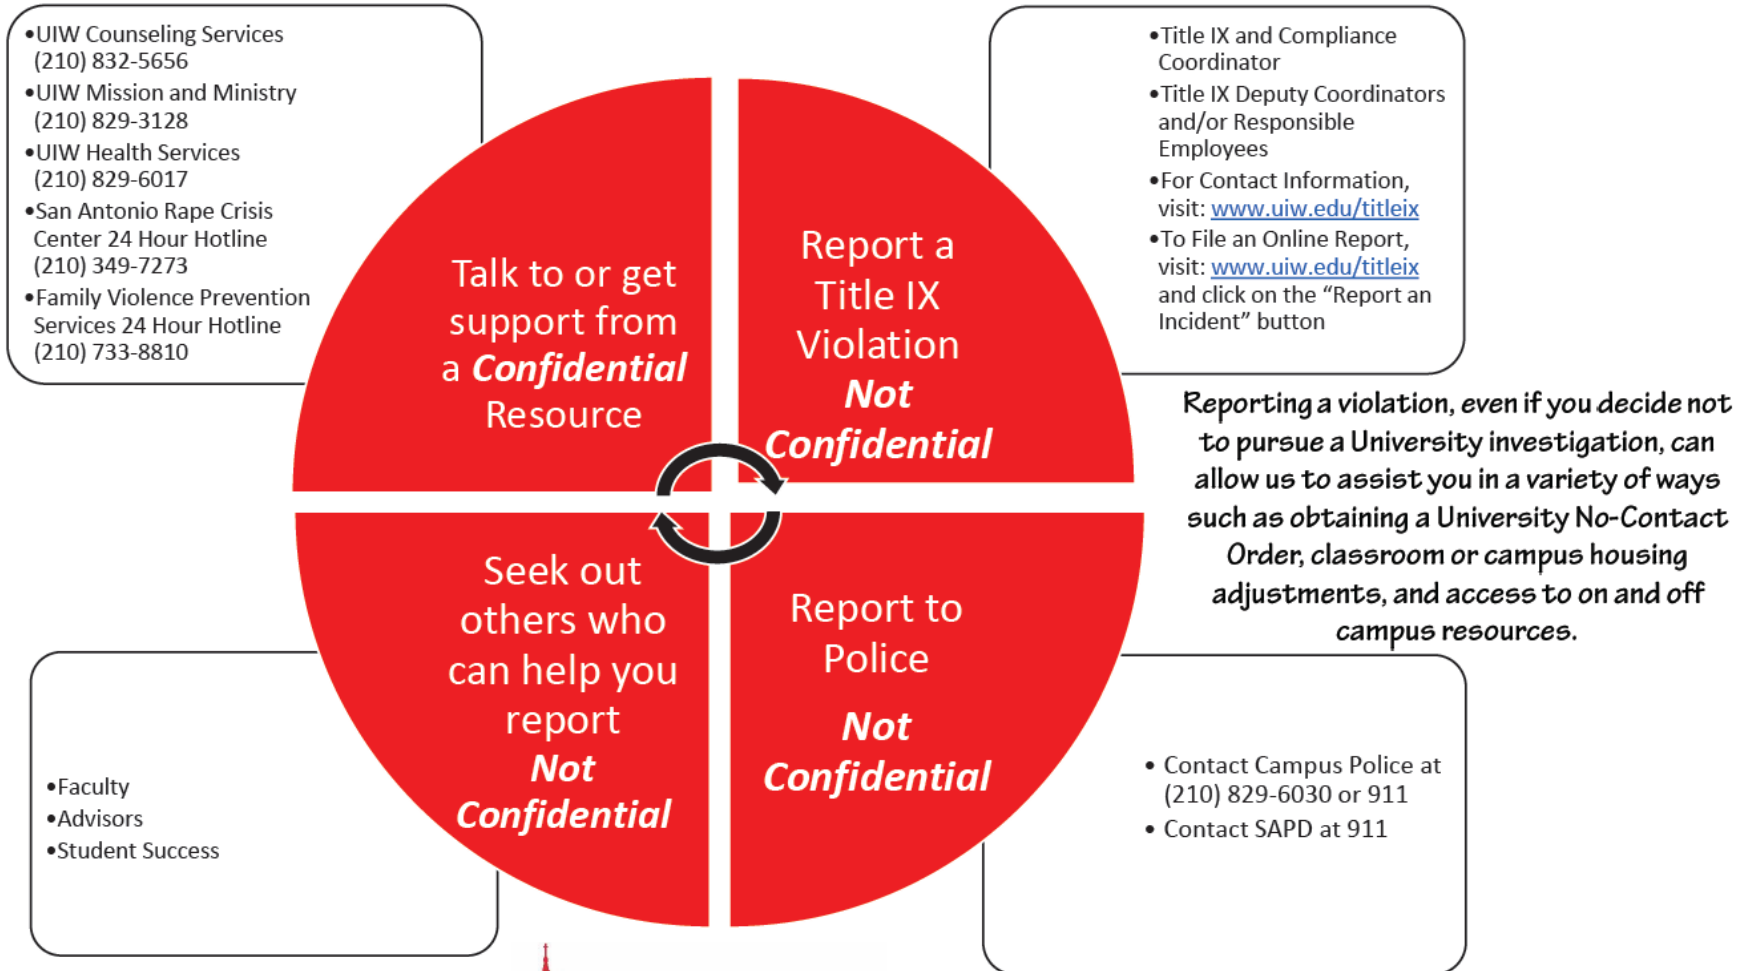 •UIW Counseling Services
(210) 832-5656
•UIW Mission and Ministry
(210) 829-3128
•UIW Health Services
(210) 829-6017
•San Antonio Rape Crisis
Center 24 Hour Hotline
(210) 349-7273
•Family Violence Prevention
Services 24 Hour Hotline
(210) 733-8810
Talk to or get
support from
a Confidential
Resource
Report a
Title IX
Violation
Not
Confidential
•Title IX and Compliance
Coordinator
•Title IX Deputy Coordinators
and/or Responsible
Employees
•For Contact Information,
visit: www.uiw.edu/titleix
•To File an Online Report,
visit: www.uiw.edu/titleix
and click on the “Report an
Incident” button
Reporting a violation, even if you decide not
to pursue a University investigation, can
allow us to assist you in a variety of ways
such as obtaining a University No-Contact
Order, classroom or campus housing
adjustments, and access to on and off
campus resources.
Seek out
others who
can help you
report
Not
Confidential
•Faculty
•Advisors
•Student Success
Report to
Police
Not
Confidential
• Contact Campus Police at
(210) 829-6030 or 911
• Contact SAPD at 911